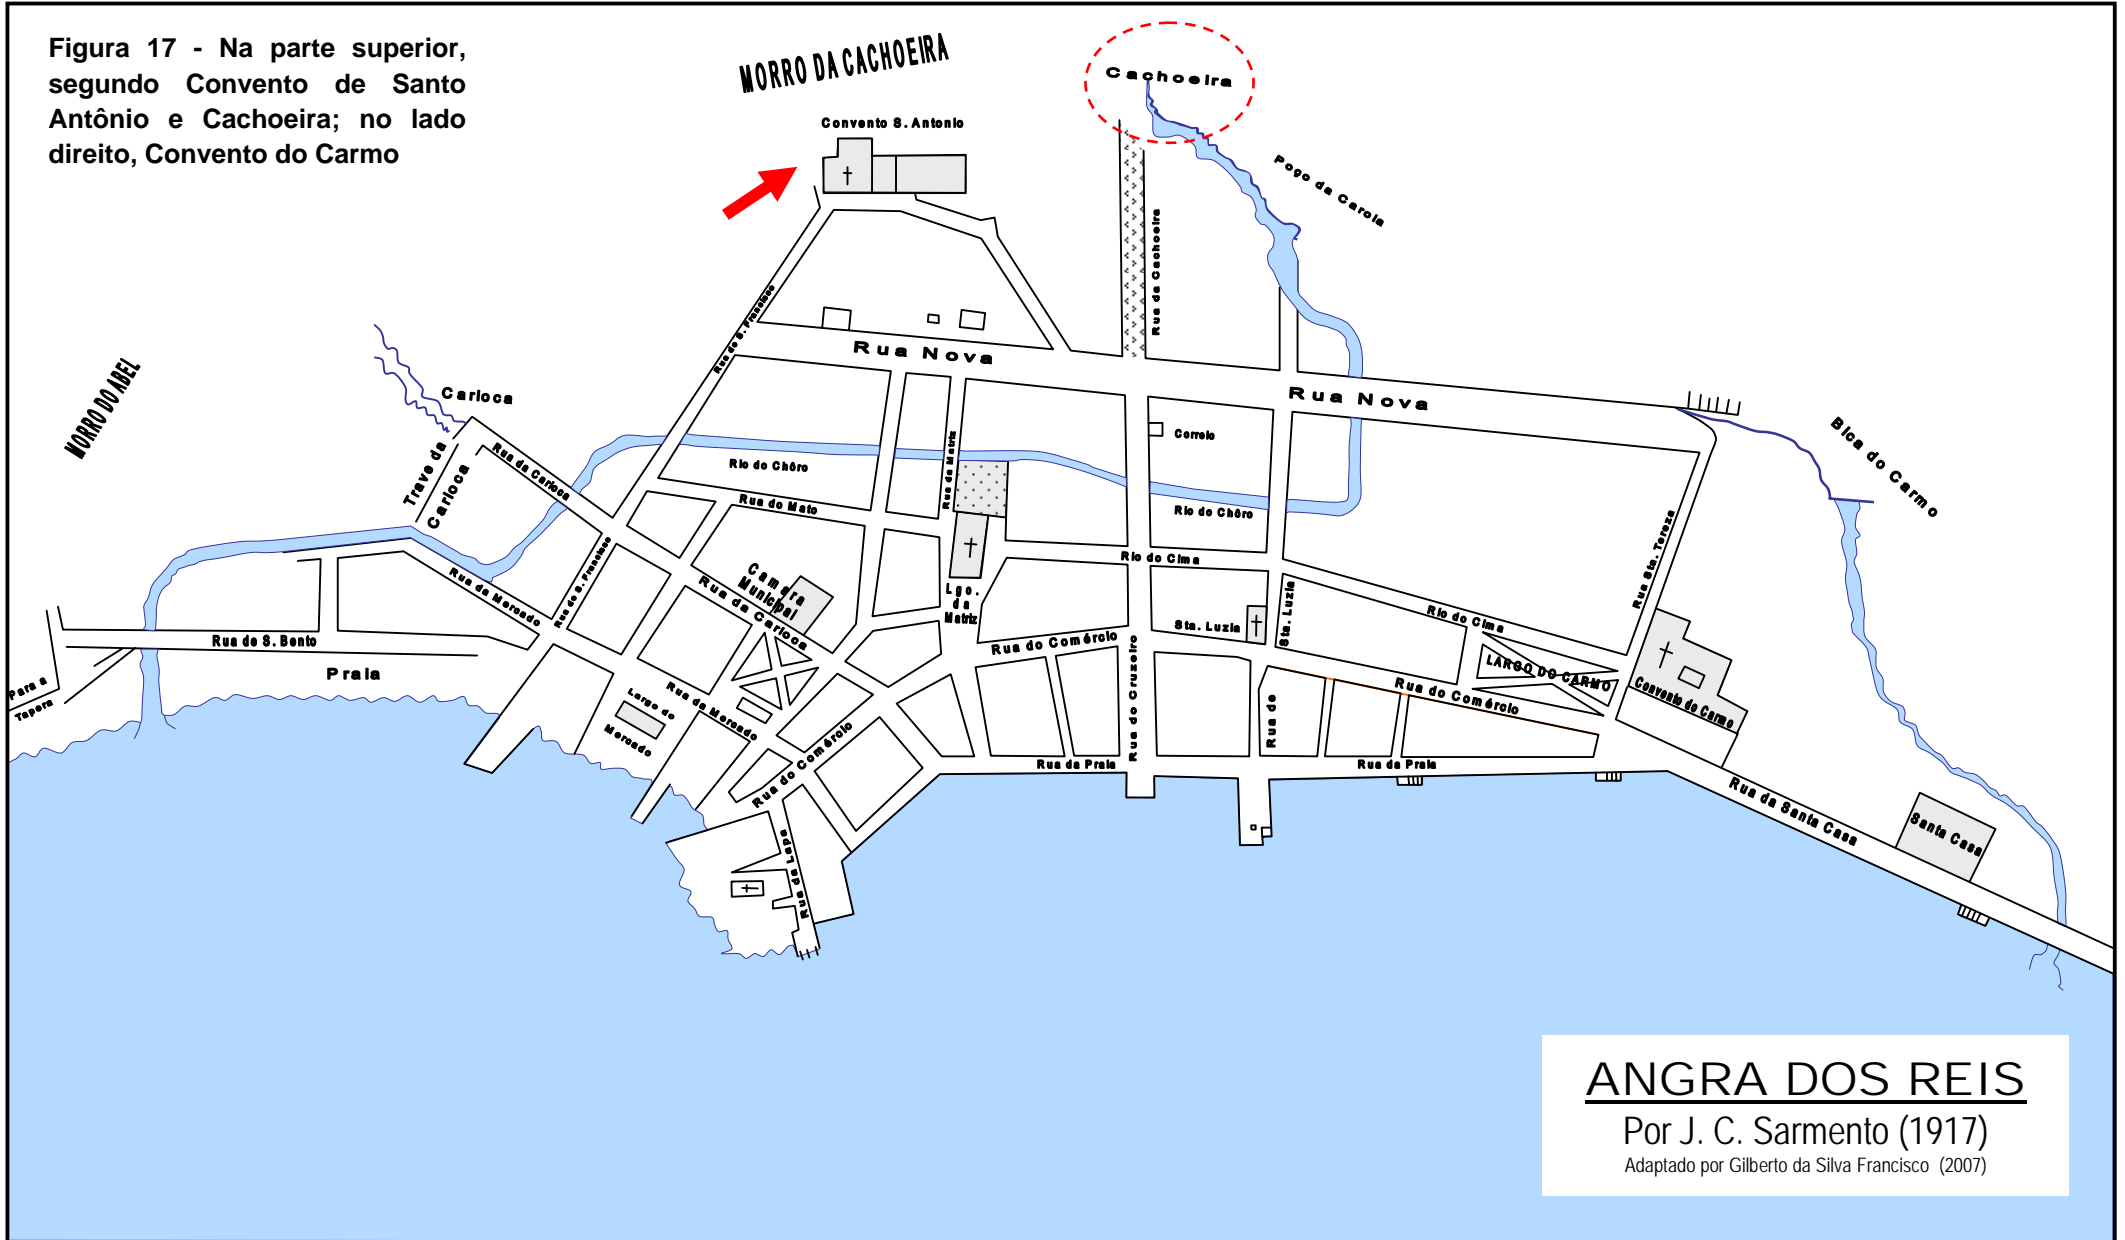 Figura 17 - Na parte superior,
segundo Convento de Santo
Antônio e Cachoeira; no lado
direito, Convento do Carmo
MORRO DA CACHOEIRA
Cachoeira
Convento S. Antonio
Poço da Carola
Rua da Cachoeira
Rua de S. Francisco
Rua Nova
Rua Nova
MORRO DO ABEL
Carioca
Trave da
Carioca
Rua da Carioca
Rio do Chôro
Rua da Matriz
Correio
Rio do Chôro
Bica do Carmo
Rua do Mato
Rua Sta. Tereza
Rio do Cima
Rua de S. Francisco
Rua da Mercado
Camara
Municipal
Rua da Carioca
Lgo.
da
Matriz
Sta. Luzia
Sta. Luzia
Rio do Cima
Rua do Comércio
Rua de S. Bento
Praia
Para a
Tapera
Rua do Cruzeiro
LARGO DO CARMO
Convento do Carmo
Rua do Comércio
Rua da Mercado
Largo do
Mercado
Rua do Comércio
Rua de
Rua da Praia
Rua da Praia
Rua da Santa Casa
Santa Casa
Rua da Lapa
ANGRA DOS REIS
Por J. C. Sarmento (1917)
Adaptado por Gilberto da Silva Francisco (2007)